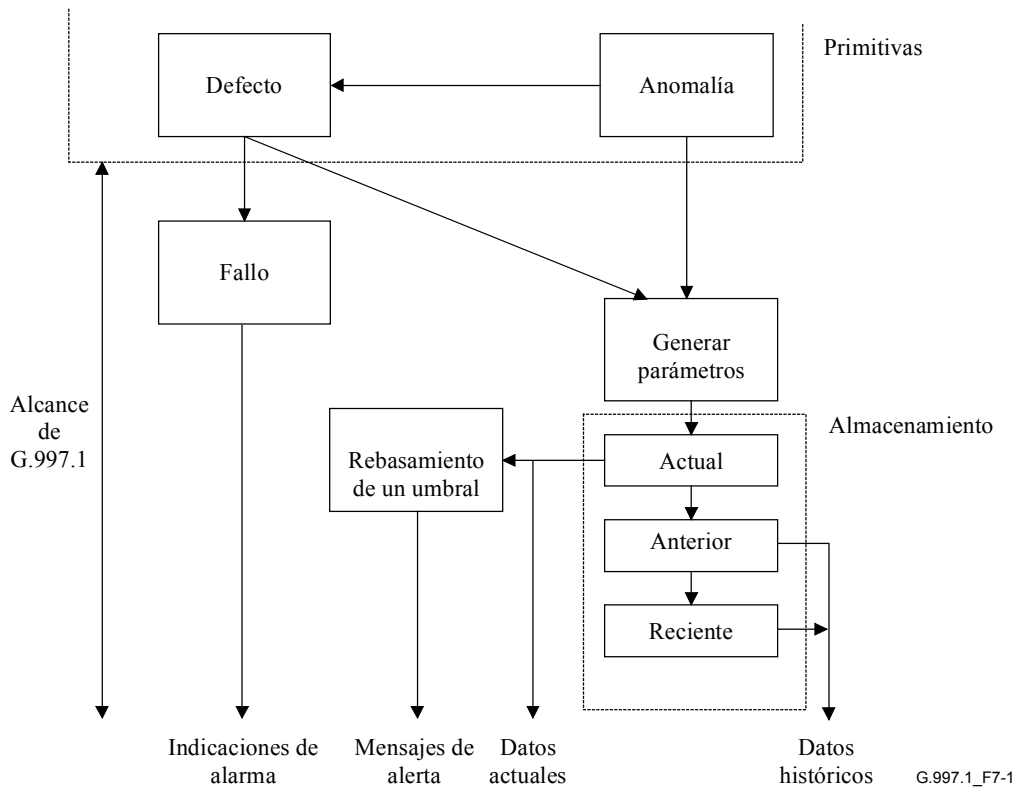 Primitivas
Defecto
Anomalía
Fallo
Generar
parámetros
Alcance
de
G.997.1
Almacenamiento
Rebasamiento
de un umbral
Actual
Anterior
Reciente
Indicaciones de
alarma
Mensajes de
alerta
Datos
actuales
Datos
históricos
G.997.1_F7-1